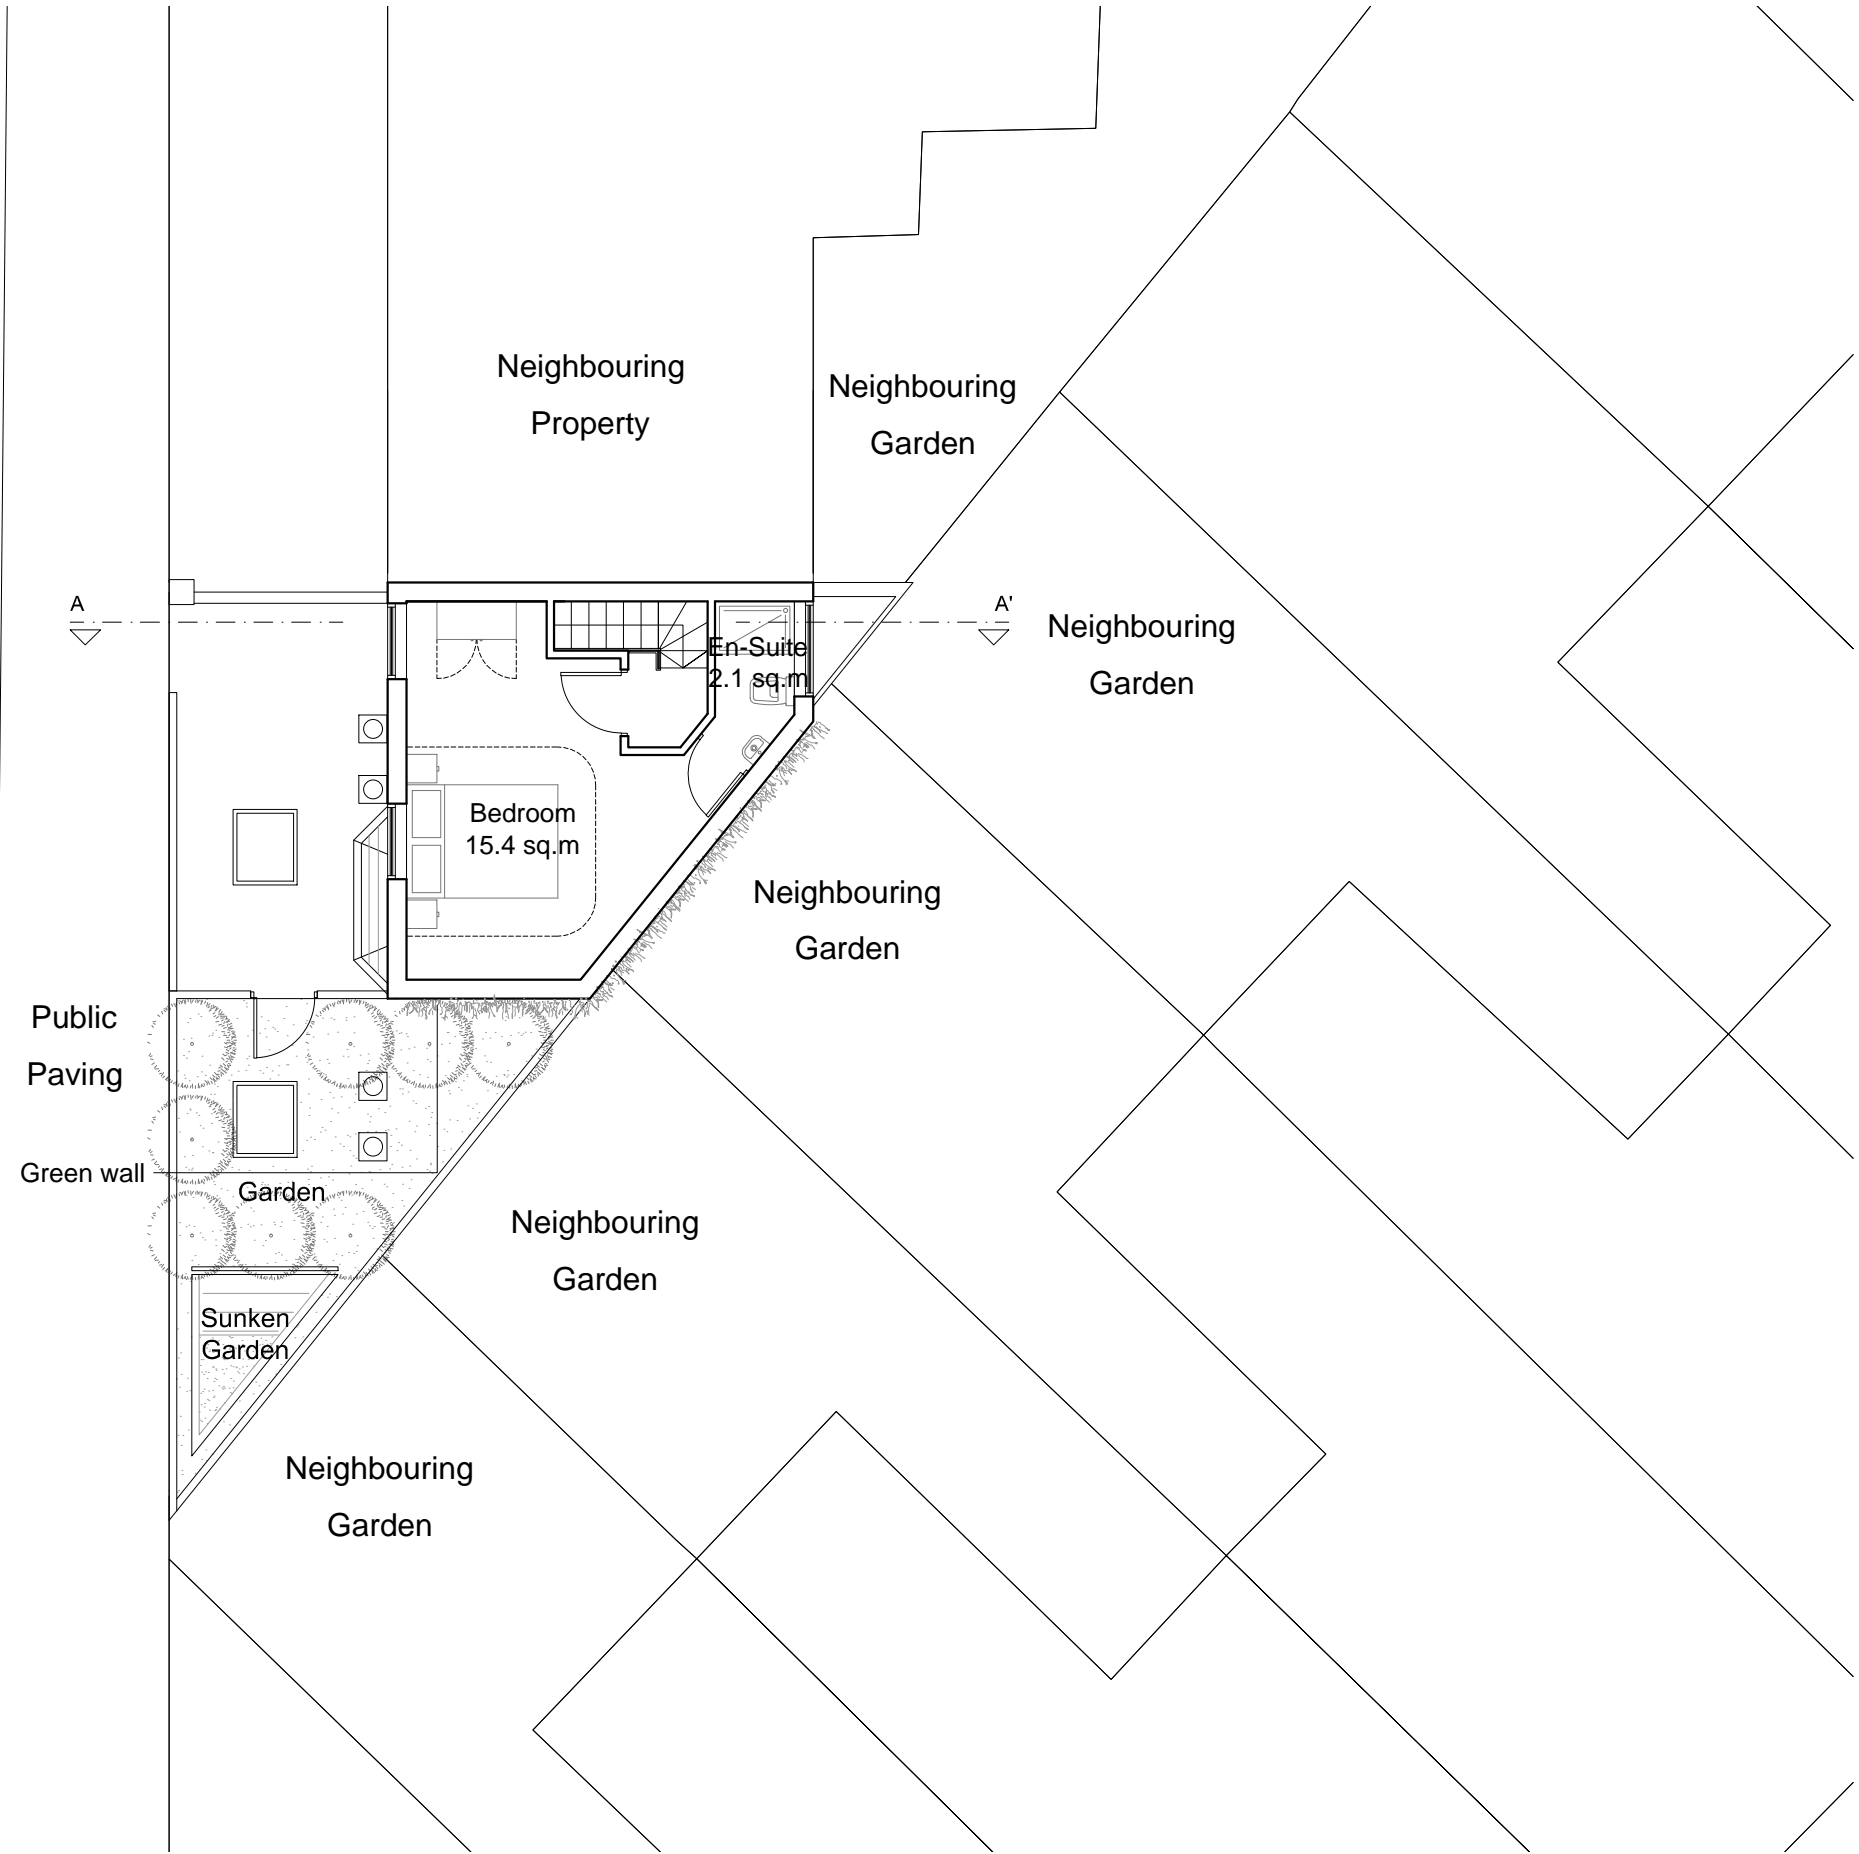 Neighbouring
Property
Neighbouring
Garden
A
A'
Neighbouring
Garden
En-Suite
2.1 sq.m
Bedroom
15.4 sq.m
Neighbouring
Garden
Public
Paving
Green wall
Garden
Neighbouring
Garden
Sunken
Garden
Neighbouring
Garden